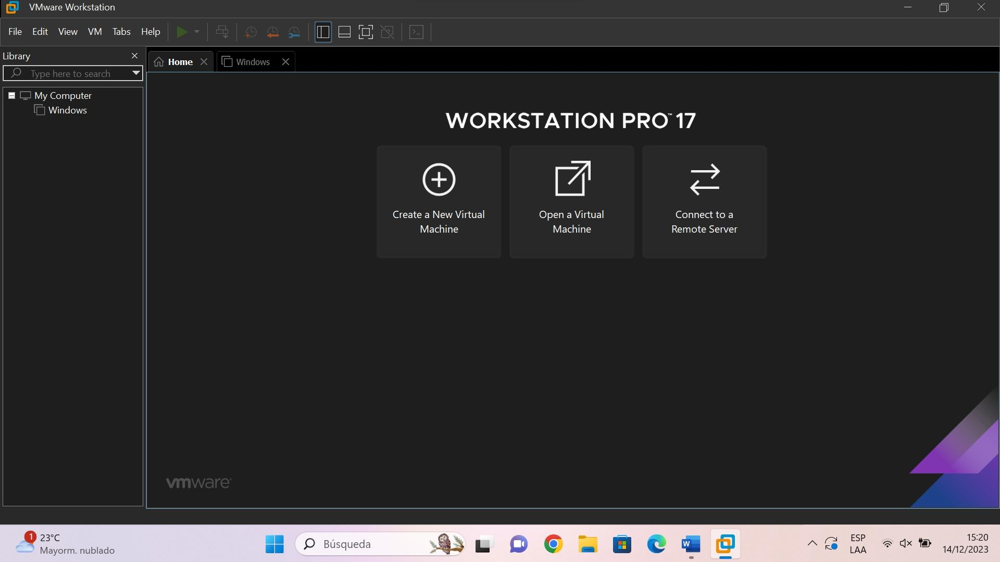 VMware Workstation
File Edit View VM Tabs Help
Library
Type here to search
My Computer
Windows
Home
Windows
WORKSTATION PRO™ 17
Create a New Virtual
Machine
Open a Virtual
Machine
Connect to a
Remote Server
vmware®
1
23°C
Mayorm. nublado
Búsqueda
W
ESP
LAA
15:20
14/12/2023